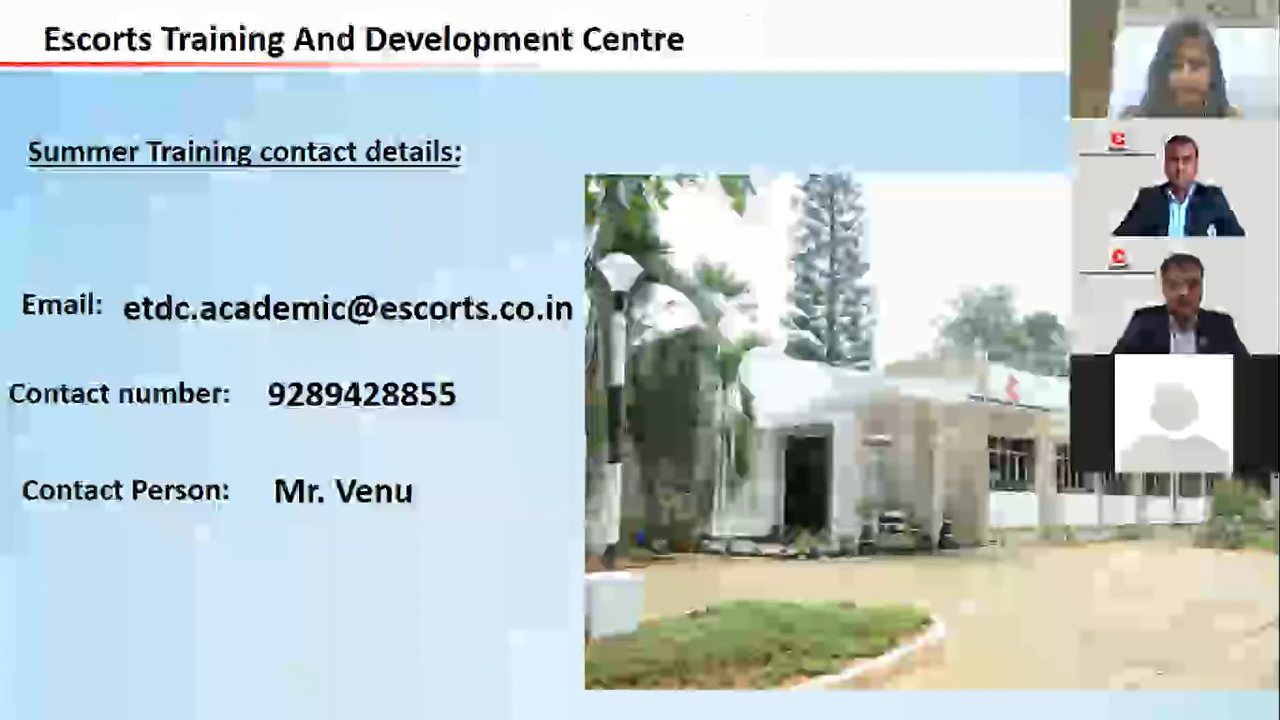 Escorts Training And Development Centre
Summer Training contact details:
Email: etdc.academic@escorts.co.in
Contact number: 9289428855
Contact Person: Mr. Venu